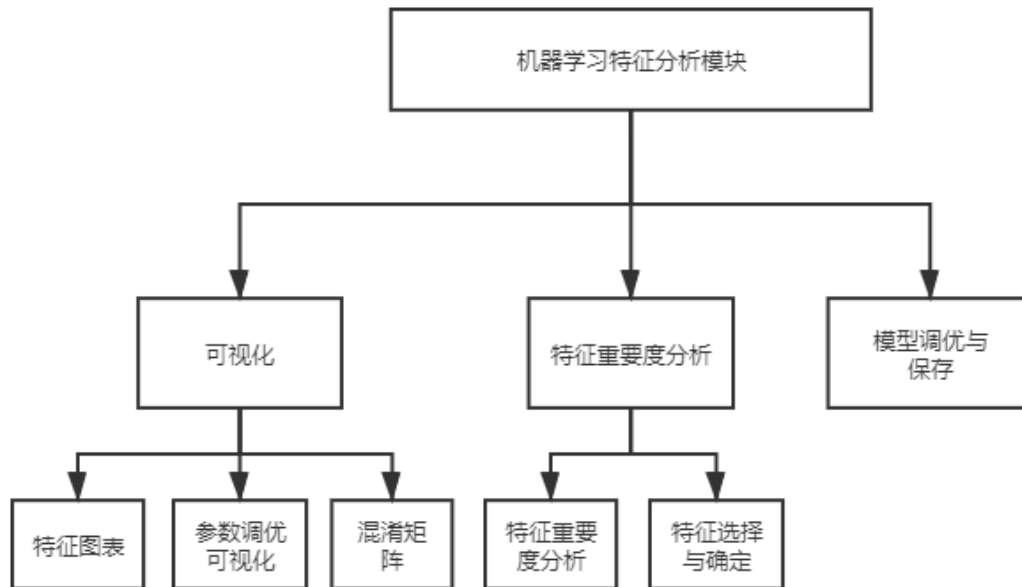 机器学习特征分析模块
可视化
特征重要度分析
模型调优与
保存
特征图表
参数调优
可视化
混淆矩
阵
特征重要
度分析
特征选择
与确定